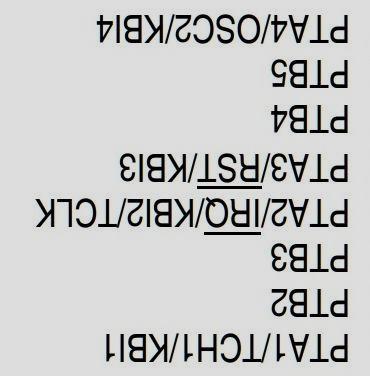 PTA1/TCH1/KBI1
PTB2
PTB3
PTA2/IRQ/KBI2/TCLK
PTA3/RST/KBI3
PTB4
PTB5
PTA4/OSC2/KBI4